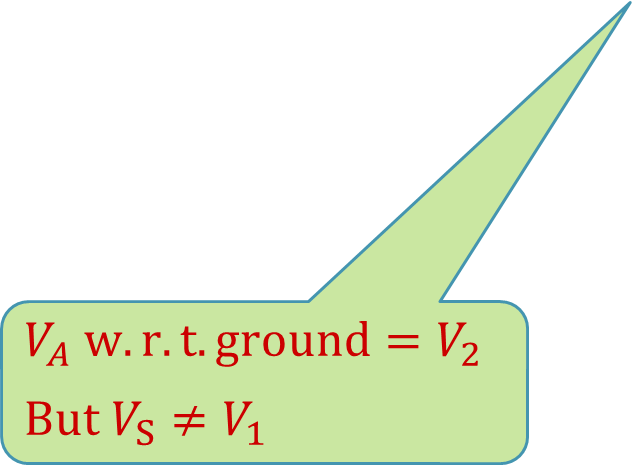 V_A w.r.t. ground = V_2
But V_S ≠ V_1